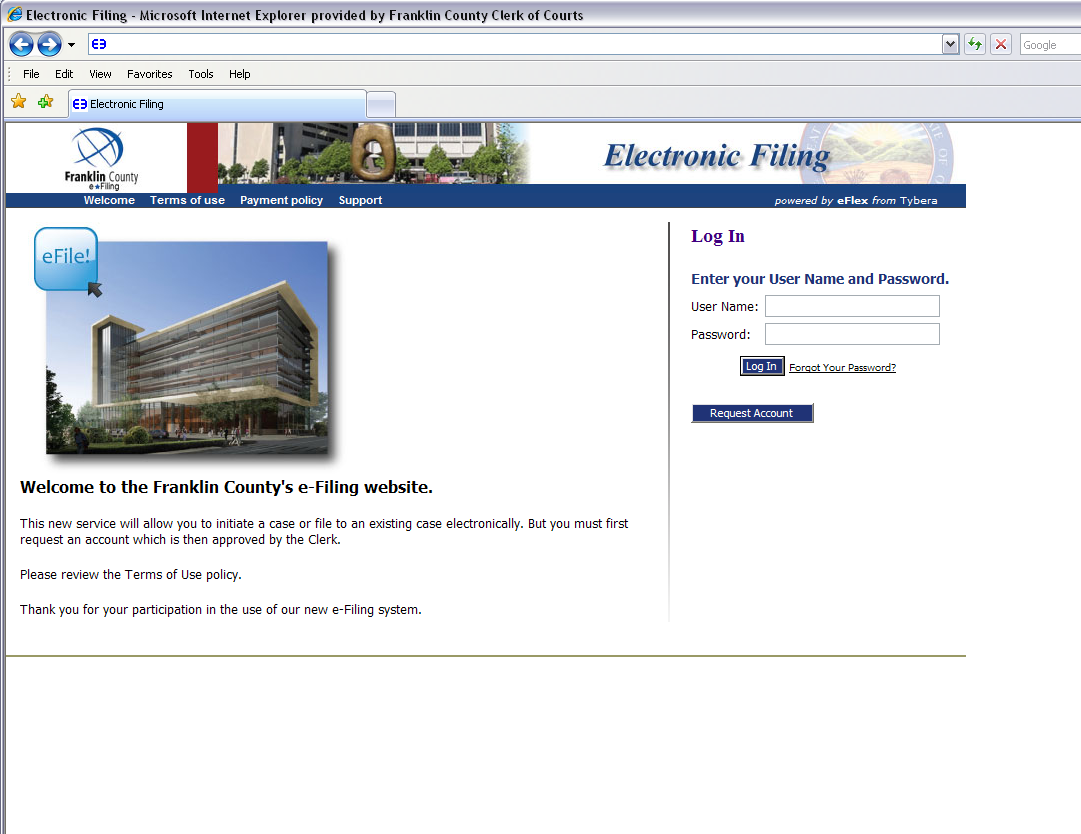 Electronic Filing - Microsoft Internet Explorer provided by Franklin County Clerk of Courts
Google
File Edit View Favorites Tools Help
Electronic Filing
Franklin County
e★Filing
Electronic Filing
Welcome Terms of use Payment policy Support
powered by eFlex from Tybera
eFile!
Log In
Enter your User Name and Password.
User Name:
Password:
Log In Forgot Your Password?
Request Account
Welcome to the Franklin County's e-Filing website.
This new service will allow you to initiate a case or file to an existing case electronically. But you must first
request an account which is then approved by the Clerk.
Please review the Terms of Use policy.
Thank you for your participation in the use of our new e-Filing system.